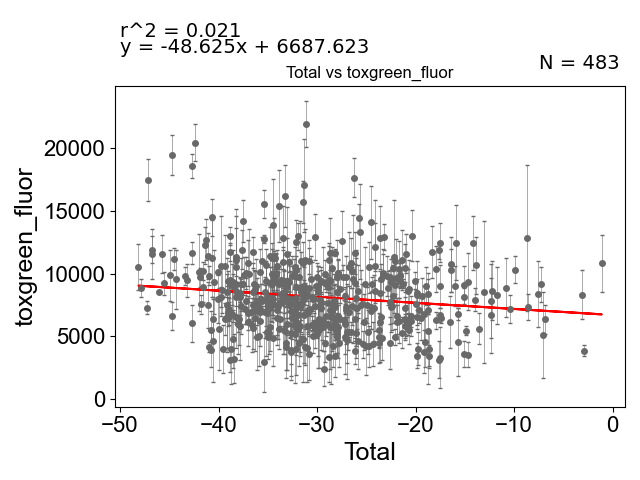 r^2 = 0.021
y = -48.625x + 6687.623
N = 483
Total vs toxgreen_fluor
toxgreen_fluor
20000
15000
10000
5000
0
−50 −40 −30 −20 −10 0
Total